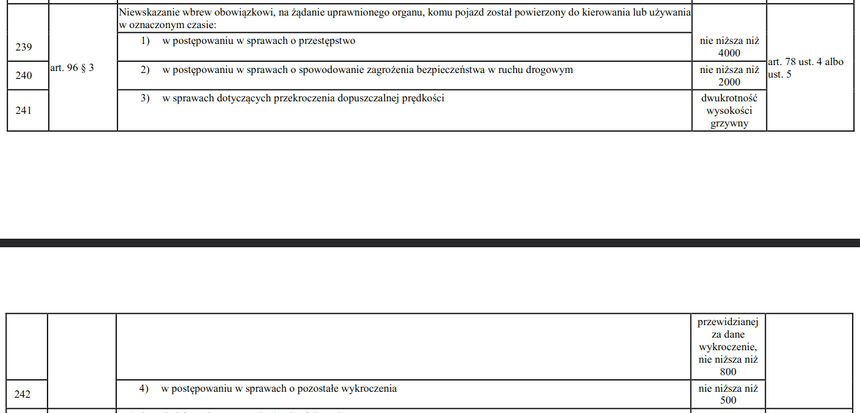 Niewskazanie wbrew obowiązkowi, na żądanie uprawnionego organu, komu pojazd został powierzony do kierowania lub używania
w oznaczonym czasie:
239
art. 96 § 3
1) w postępowaniu w sprawach o przestępstwo
nie niższa niż
4000
art. 78 ust. 4 albo
ust. 5
240
2) w postępowaniu w sprawach o spowodowanie zagrożenia bezpieczeństwa w ruchu drogowym
nie niższa niż
2000
241
3) w sprawach dotyczących przekroczenia dopuszczalnej prędkości
dwukrotność
wysokości
grzywny
przewidzianej
za dane
wykroczenie,
nie niższa niż
800
242
4) w postępowaniu w sprawach o pozostałe wykroczenia
nie niższa niż
500